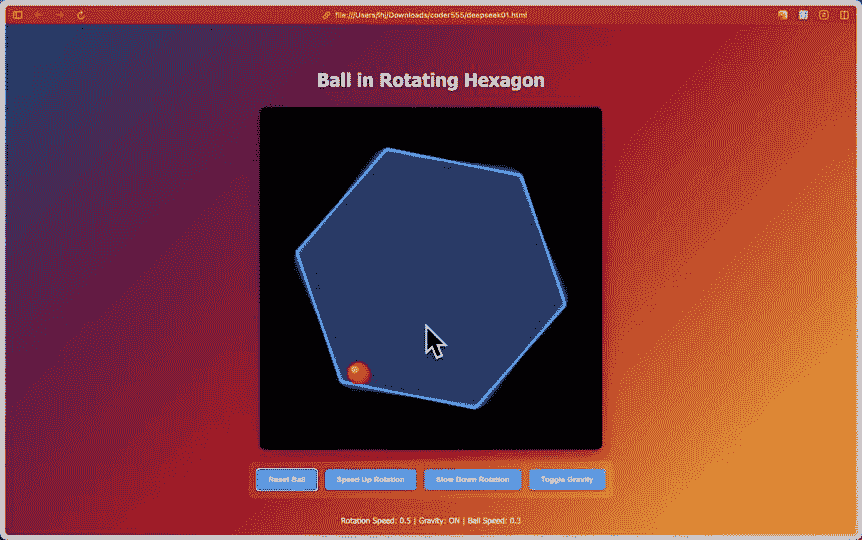 file:///Users/lhj/Downloads/coder555/deepseek01.html
Ball in Rotating Hexagon
Reset Ball
Speed Up Rotation
Slow Down Rotation
Toggle Gravity
Rotation Speed: 0.5 | Gravity: ON | Ball Speed: 0.3